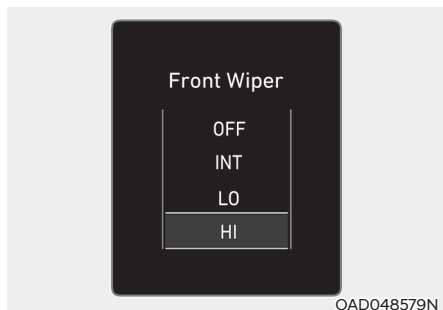 Front Wiper
OFF
INT
LO
HI
OAD048579N